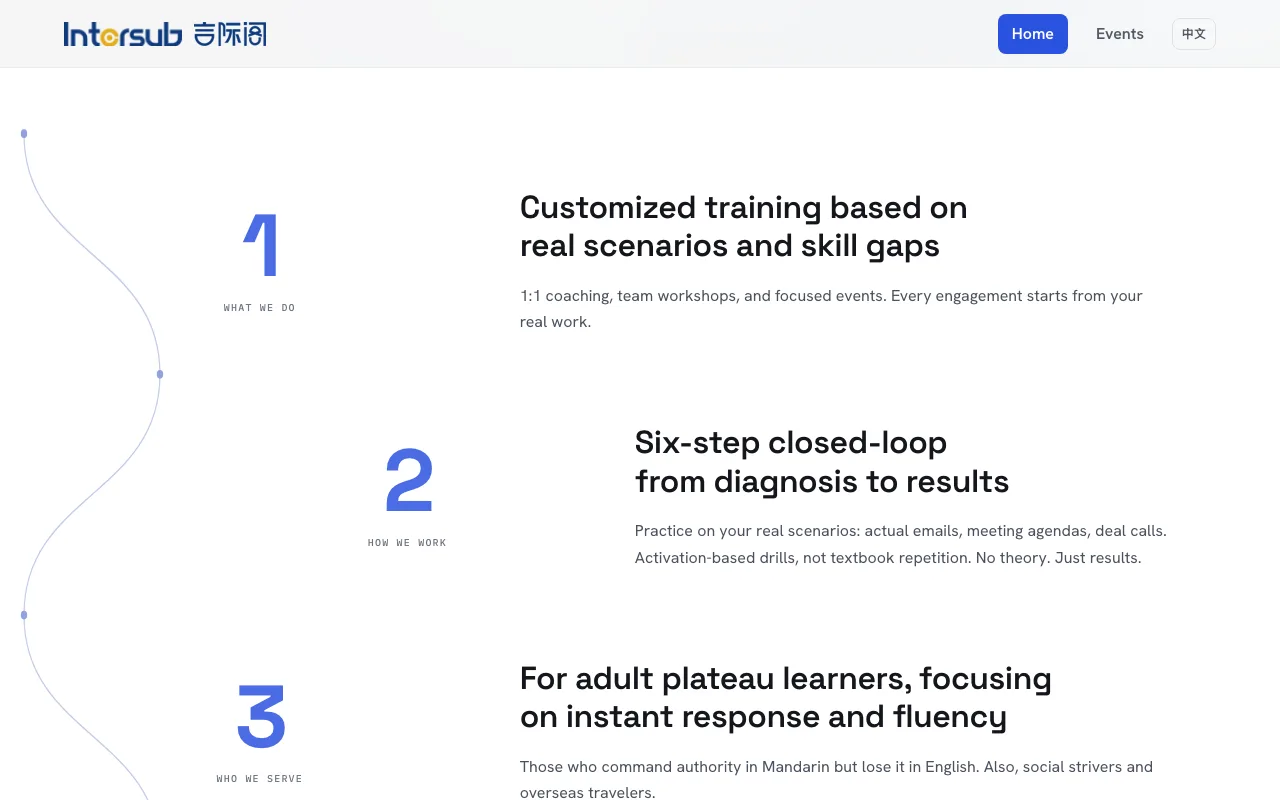 Intersub 言际阁
Home
Events
中文
Customized training based on
real scenarios and skill gaps
1
WHAT WE DO
1:1 coaching, team workshops, and focused events. Every engagement starts from your
real work.
Six-step closed-loop
from diagnosis to results
2
HOW WE WORK
Practice on your real scenarios: actual emails, meeting agendas, deal calls.
Activation-based drills, not textbook repetition. No theory. Just results.
For adult plateau learners, focusing
on instant response and fluency
3
WHO WE SERVE
Those who command authority in Mandarin but lose it in English. Also, social strivers and
overseas travelers.